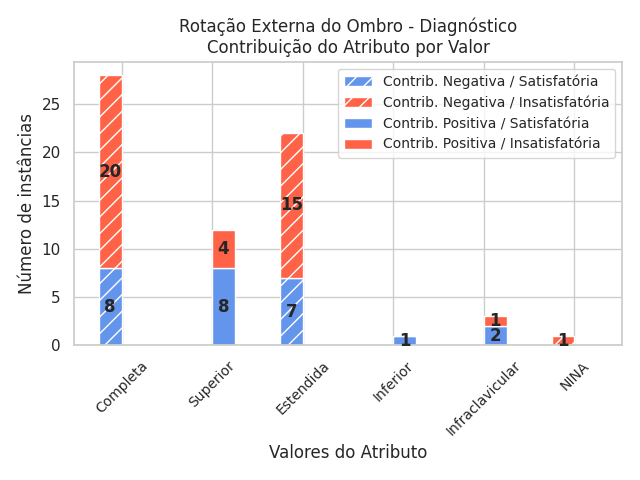 Rotação Externa do Ombro - Diagnóstico
Contribuição do Atributo por Valor
Contrib. Negativa / Satisfatória
Contrib. Negativa / Insatisfatória
Contrib. Positiva / Satisfatória
Contrib. Positiva / Insatisfatória
Número de instâncias
25
20
15
10
5
0
20
8
4
8
15
7
1
1
2
1
Completa
Superior
Estendida
Inferior
Infraclavicular
NINA
Valores do Atributo